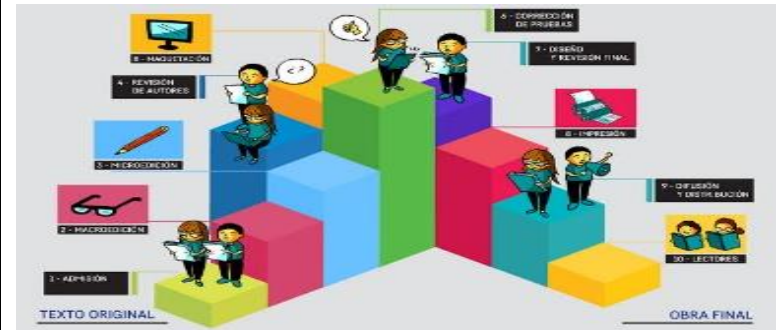 6 - CORRECCIÓN
DE PRUEBAS
5 - MAQUETACIÓN
7 - DISEÑO
Y REVISIÓN FINAL
4 - REVISIÓN
DE AUTORES
8 - IMPRESIÓN
3 - MICROEDICIÓN
9 - DIFUSIÓN
Y DISTRIBUCIÓN
2 - MACROEDICIÓN
10 - LECTORES
1 - ADMISIÓN
TEXTO ORIGINAL
OBRA FINAL